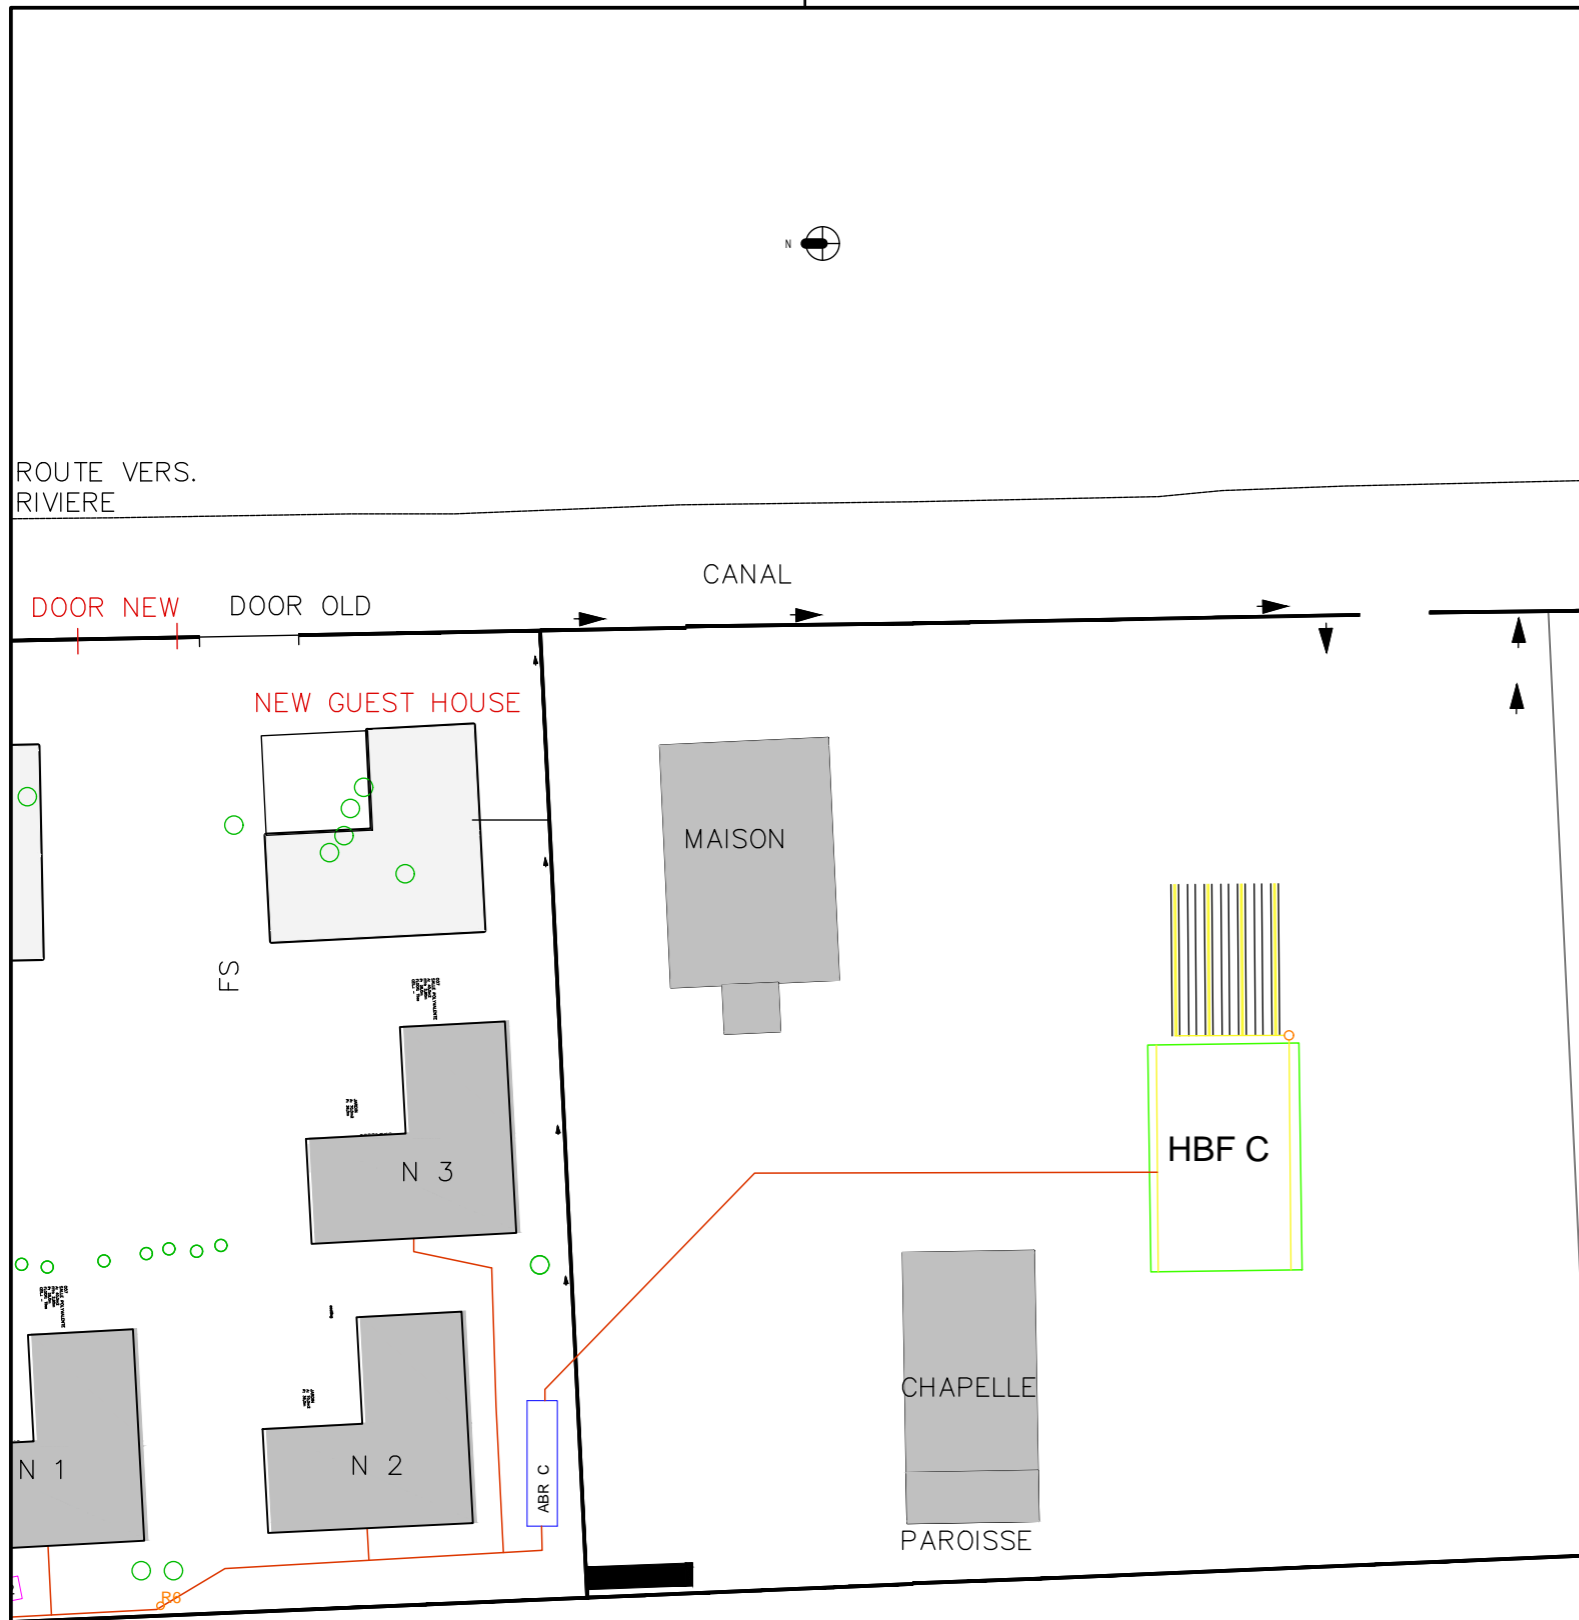 N
ROUTE VERS.
RIVIERE
CANAL
DOOR NEW
DOOR OLD
NEW GUEST HOUSE
MAISON
FS
HBF C
N 3
CHAPELLE
N 1
N 2
ABR C
PAROISSE
R6